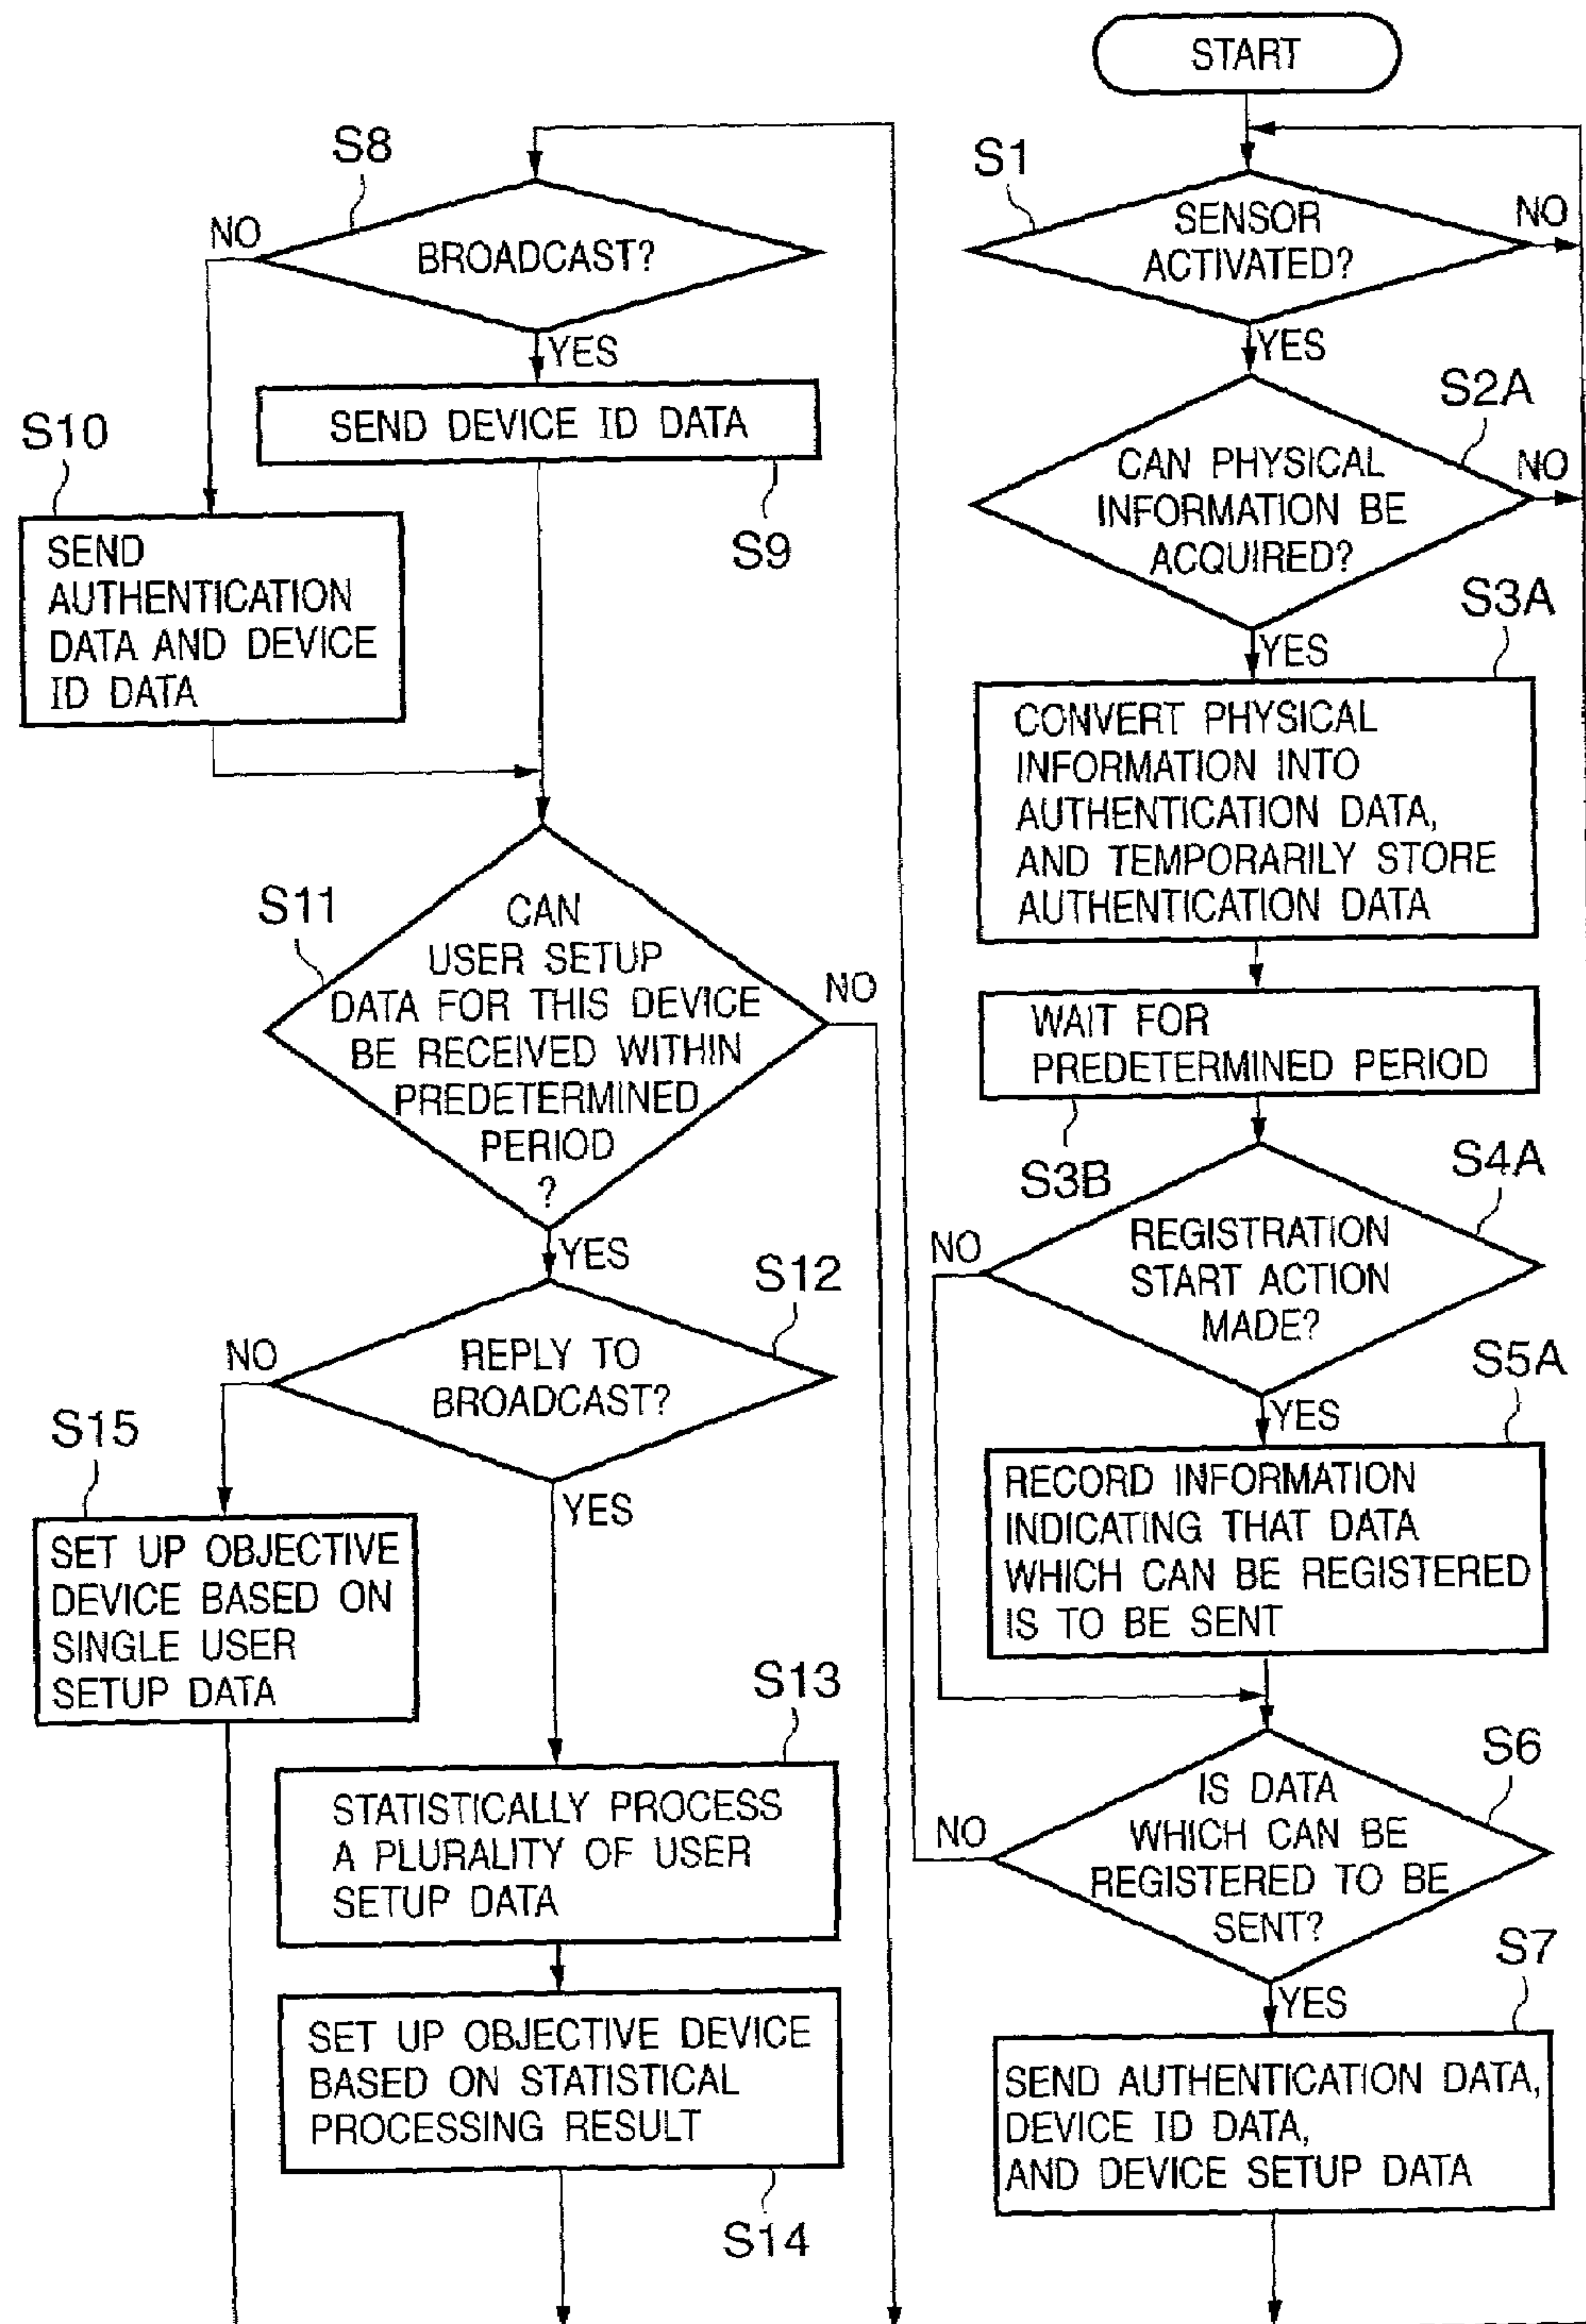 START
S1
SENSOR
ACTIVATED?
NO
YES
S2A
CAN PHYSICAL
INFORMATION BE
ACQUIRED?
NO
YES
S3A
CONVERT PHYSICAL
INFORMATION INTO
AUTHENTICATION DATA,
AND TEMPORARILY STORE
AUTHENTICATION DATA
WAIT FOR
PREDETERMINED PERIOD
S3B
S4A
REGISTRATION
START ACTION
MADE?
NO
YES
S5A
RECORD INFORMATION
INDICATING THAT DATA
WHICH CAN BE REGISTERED
IS TO BE SENT
S6
IS DATA
WHICH CAN BE
REGISTERED TO BE
SENT?
NO
YES
S7
SEND AUTHENTICATION DATA,
DEVICE ID DATA,
AND DEVICE SETUP DATA
S8
BROADCAST?
NO
YES
SEND DEVICE ID DATA
S9
S10
SEND
AUTHENTICATION
DATA AND DEVICE
ID DATA
S11
CAN
USER SETUP
DATA FOR THIS DEVICE
BE RECEIVED WITHIN
PREDETERMINED
PERIOD
?
NO
YES
S12
REPLY TO
BROADCAST?
NO
YES
S15
SET UP OBJECTIVE
DEVICE BASED ON
SINGLE USER
SETUP DATA
S13
STATISTICALLY PROCESS
A PLURALITY OF USER
SETUP DATA
SET UP OBJECTIVE DEVICE
BASED ON STATISTICAL
PROCESSING RESULT
S14